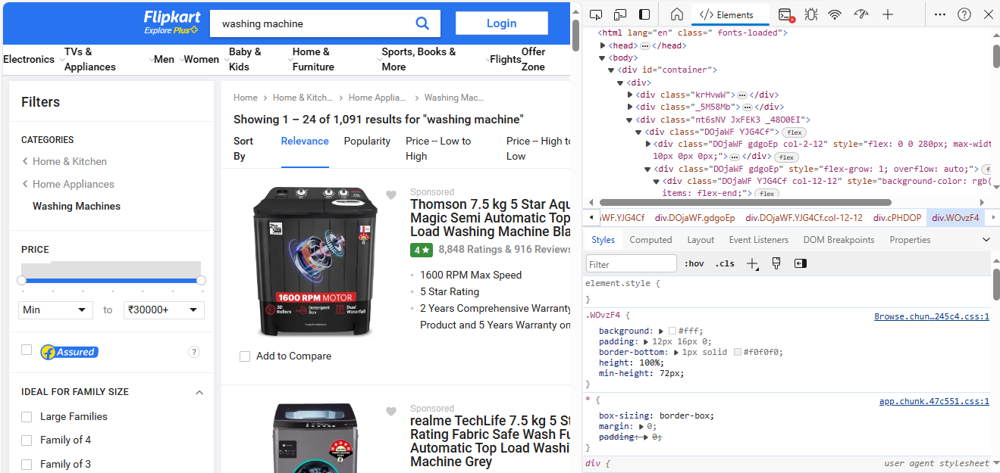 Flipkart
Explore Plus
washing machine
Login
Electronics
TVs & Appliances
Men
Women
Baby & Kids
Home & Furniture
Sports, Books & More
Flights
Offer Zone
Filters
CATEGORIES
Home & Kitchen
Home Appliances
Washing Machines
PRICE
Min
to
₹30000+
Assured
?
IDEAL FOR FAMILY SIZE
Large Families
Family of 4
Family of 3
Home > Home & Kitch... > Home Applia... > Washing Mac...
Showing 1 – 24 of 1,091 results for "washing machine"
Sort By
Relevance
Popularity
Price -- Low to High
Price -- High to Low
1600 RPM MOTOR
3D Rollers
Detergent Box
Dual Waterfall
Add to Compare
Sponsored
Thomson 7.5 kg 5 Star Aqu
Magic Semi Automatic Top
Load Washing Machine Bla
4★ 8,848 Ratings & 916 Reviews
1600 RPM Max Speed
5 Star Rating
2 Years Comprehensive Warranty
Product and 5 Years Warranty on
Sponsored
realme TechLife 7.5 kg 5 St
Rating Fabric Safe Wash Fu
Automatic Top Load Washi
Machine Grey
</> Elements
<html lang="en" class=" fonts-loaded">
<head> ... </head>
<body>
<div id="container">
<div>
<div class="krHvwW"> ... </div>
<div class="_5M58Mb"> ... </div>
<div class="nt6sNV JxFEK3 _48O0EI">
<div class="DOjaWF YJG4Cf"> flex
<div class="DOjaWF gdgoEp col-2-12" style="flex: 0 0 280px; max-widt
10px 0px 0px;"> ... </div> flex
<div class="DOjaWF gdgoEp" style="flex-grow: 1; overflow: auto;"> f
<div class="DOjaWF YJG4Cf col-12-12" style="background-color: rgb(
items: flex-end;"> flex
WF.YJG4Cf div.DOjaWF.gdgoEp div.DOjaWF.YJG4Cf.col-12-12 div.cPHDOP div.WOvzF4
Styles Computed Layout Event Listeners DOM Breakpoints Properties
Filter :hov .cls
element.style {
}
.WOvzF4 { Browse.chun…245c4.css:1
background: #fff;
padding: 12px 16px 0;
border-bottom: 1px solid #f0f0f0;
height: 100%;
min-height: 72px;
}
* { app.chunk.47c551.css:1
box-sizing: border-box;
margin: 0;
padding: 0;
}
div { user agent stylesheet